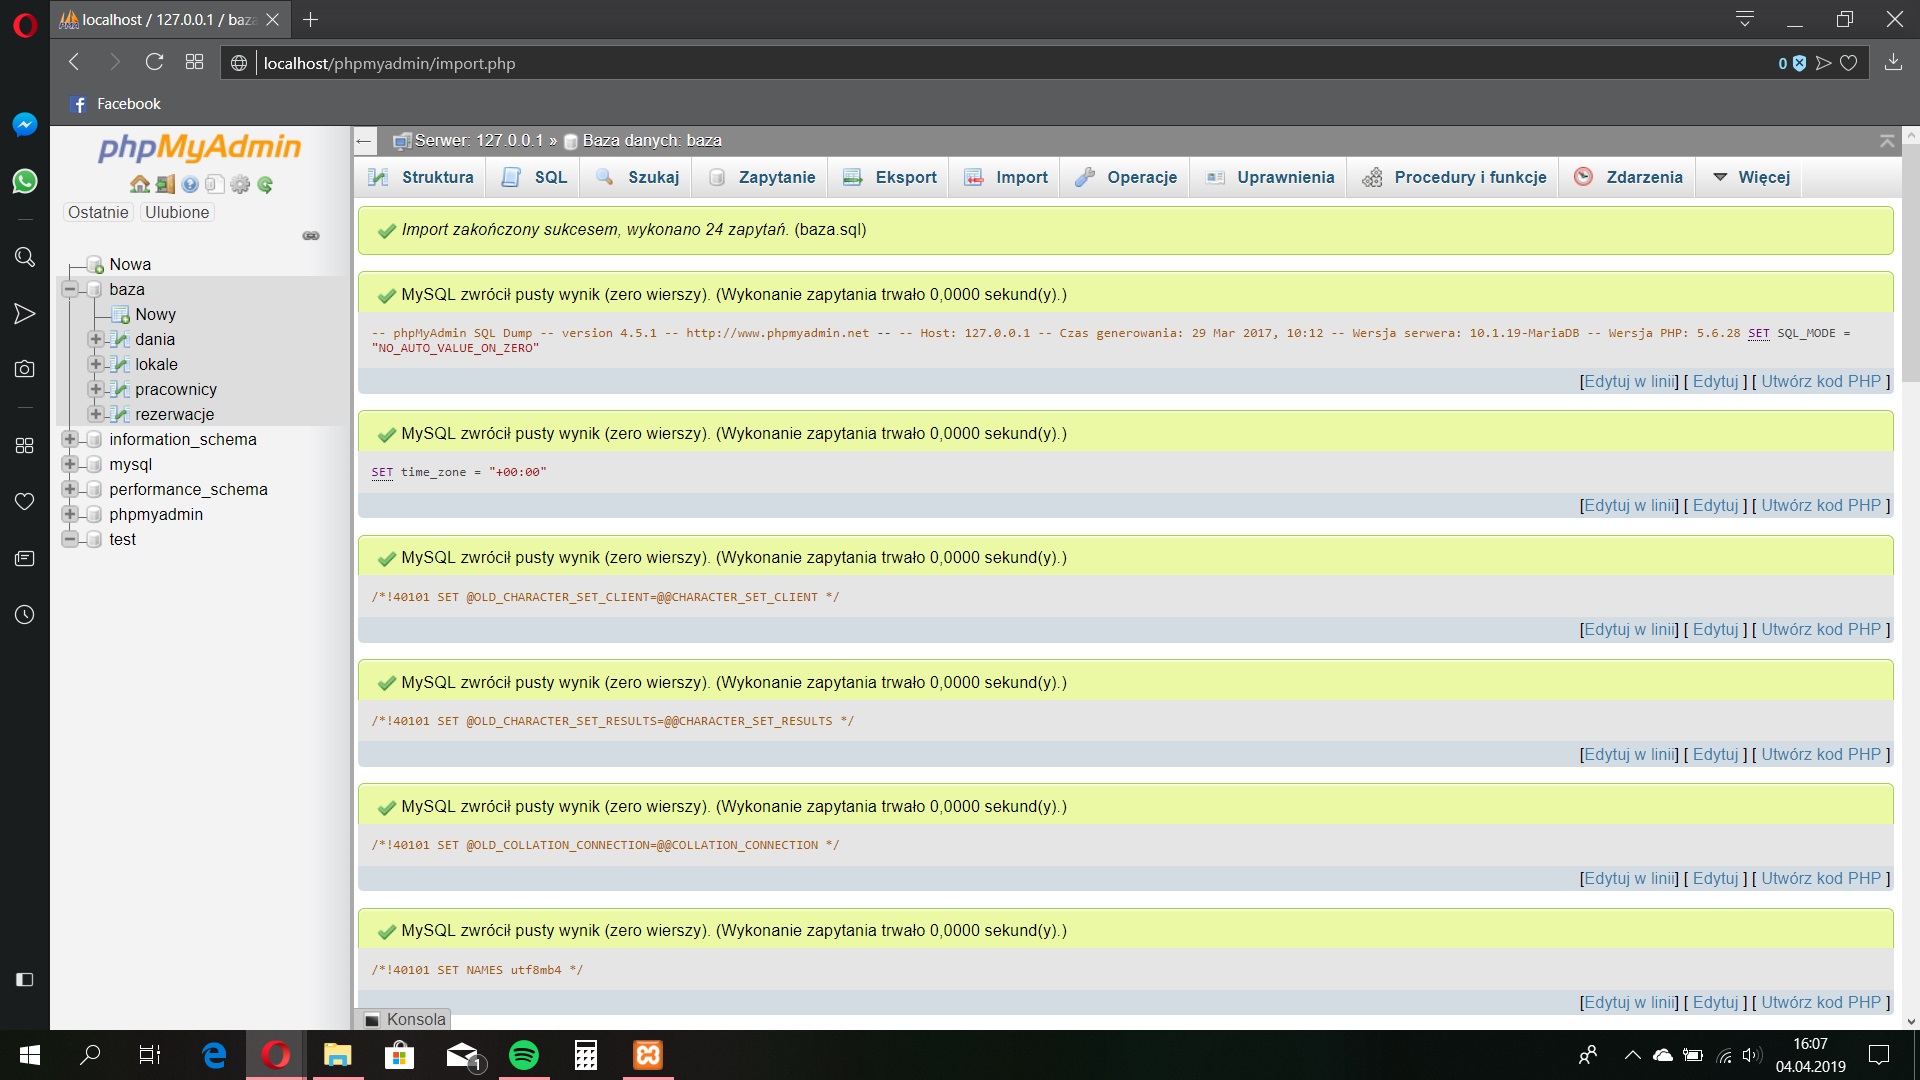 localhost / 127.0.0.1 / baza
localhost/phpmyadmin/import.php
0
Facebook
phpMyAdmin
Ostatnie Ulubione
Nowa
baza
Nowy
dania
lokale
pracownicy
rezerwacje
information_schema
mysql
performance_schema
phpmyadmin
test
Serwer: 127.0.0.1 » Baza danych: baza
Struktura SQL Szukaj Zapytanie Eksport Import Operacje Uprawnienia Procedury i funkcje Zdarzenia Więcej
Import zakończony sukcesem, wykonano 24 zapytań. (baza.sql)
MySQL zwrócił pusty wynik (zero wierszy). (Wykonanie zapytania trwało 0,0000 sekund(y).)
-- phpMyAdmin SQL Dump -- version 4.5.1 -- http://www.phpmyadmin.net -- -- Host: 127.0.0.1 -- Czas generowania: 29 Mar 2017, 10:12 -- Wersja serwera: 10.1.19-MariaDB -- Wersja PHP: 5.6.28 SET SQL_MODE =
"NO_AUTO_VALUE_ON_ZERO"
[Edytuj w linii] [ Edytuj ] [ Utwórz kod PHP ]
MySQL zwrócił pusty wynik (zero wierszy). (Wykonanie zapytania trwało 0,0000 sekund(y).)
SET time_zone = "+00:00"
[Edytuj w linii] [ Edytuj ] [ Utwórz kod PHP ]
MySQL zwrócił pusty wynik (zero wierszy). (Wykonanie zapytania trwało 0,0000 sekund(y).)
/*!40101 SET @OLD_CHARACTER_SET_CLIENT=@@CHARACTER_SET_CLIENT */
[Edytuj w linii] [ Edytuj ] [ Utwórz kod PHP ]
MySQL zwrócił pusty wynik (zero wierszy). (Wykonanie zapytania trwało 0,0000 sekund(y).)
/*!40101 SET @OLD_CHARACTER_SET_RESULTS=@@CHARACTER_SET_RESULTS */
[Edytuj w linii] [ Edytuj ] [ Utwórz kod PHP ]
MySQL zwrócił pusty wynik (zero wierszy). (Wykonanie zapytania trwało 0,0000 sekund(y).)
/*!40101 SET @OLD_COLLATION_CONNECTION=@@COLLATION_CONNECTION */
[Edytuj w linii] [ Edytuj ] [ Utwórz kod PHP ]
MySQL zwrócił pusty wynik (zero wierszy). (Wykonanie zapytania trwało 0,0000 sekund(y).)
/*!40101 SET NAMES utf8mb4 */
[Edytuj w linii] [ Edytuj ] [ Utwórz kod PHP ]
Konsola
1
16:07
04.04.2019